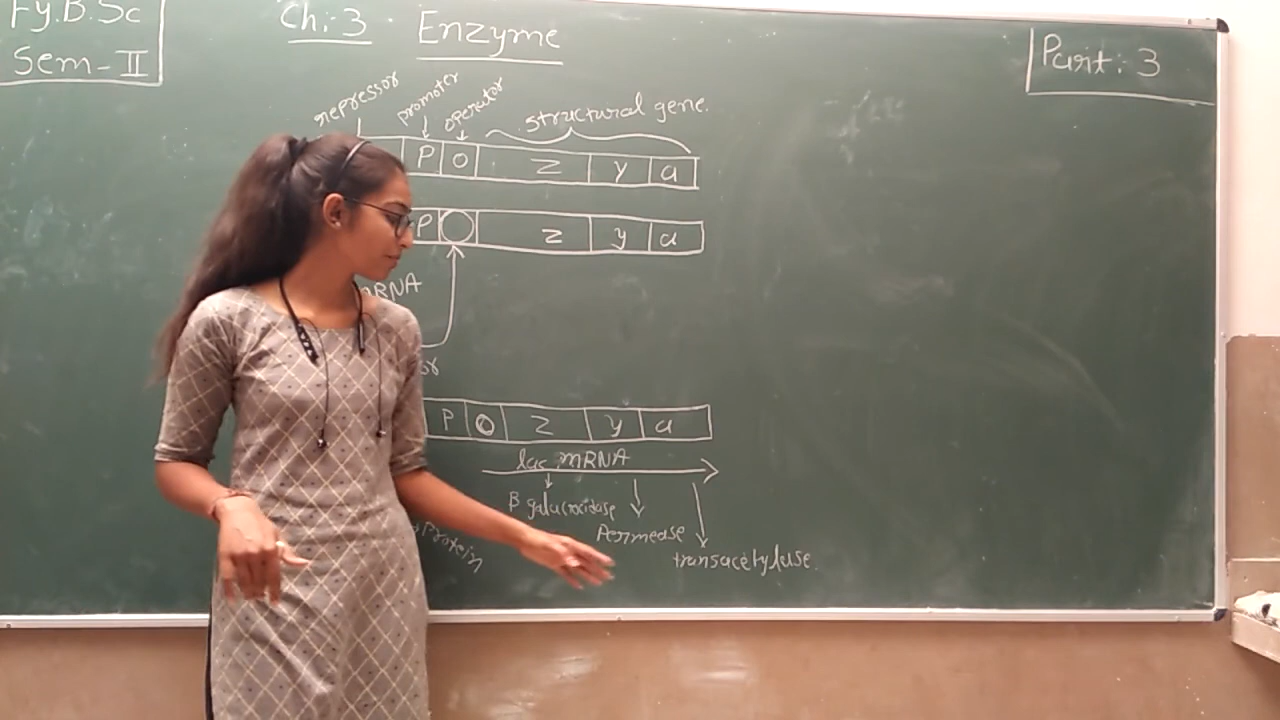 Fy.B.Sc
Sem-II
Ch:3 Enzyme
Part: 3
repressor promoter operator structural gene.
P O z y a
P z y a
mRNA
or
P O z y a
lac mRNA
β galactosidase
Permease
transacetylase.
Protein